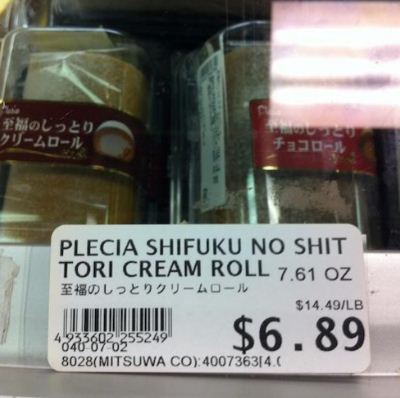 至福のしっとり
クリームロール
至福のしっとり
チョコロール
PLECIA SHIFUKU NO SHIT
TORI CREAM ROLL 7.61 OZ
至福のしっとりクリームロール
$14.49/LB
4 933602 255249
$6.89
040-07-02
8028(MITSUWA CO):4007363[4.0